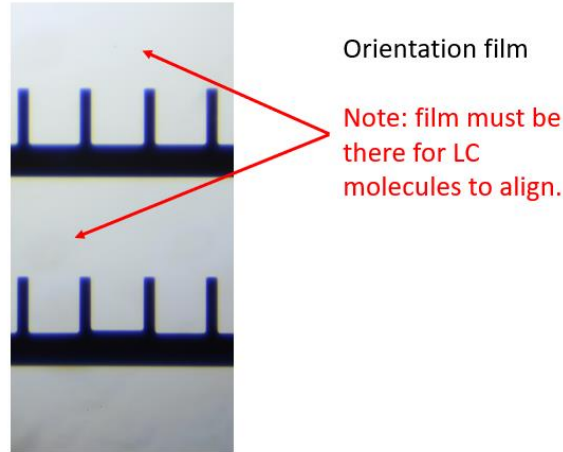 Orientation film
Note: film must be
there for LC
molecules to align.